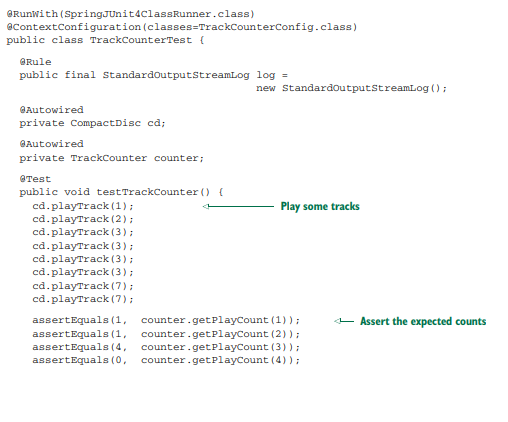 @RunWith(SpringJUnit4ClassRunner.class)
@ContextConfiguration(classes=TrackCounterConfig.class)
public class TrackCounterTest {
@Rule
public final StandardOutputStreamLog log =
new StandardOutputStreamLog();
@Autowired
private CompactDisc cd;
@Autowired
private TrackCounter counter;
@Test
public void testTrackCounter() {
cd.playTrack(1); Play some tracks
cd.playTrack(2);
cd.playTrack(3);
cd.playTrack(3);
cd.playTrack(3);
cd.playTrack(3);
cd.playTrack(7);
cd.playTrack(7);
assertEquals(1, counter.getPlayCount(1)); Assert the expected counts
assertEquals(1, counter.getPlayCount(2));
assertEquals(4, counter.getPlayCount(3));
assertEquals(0, counter.getPlayCount(4));